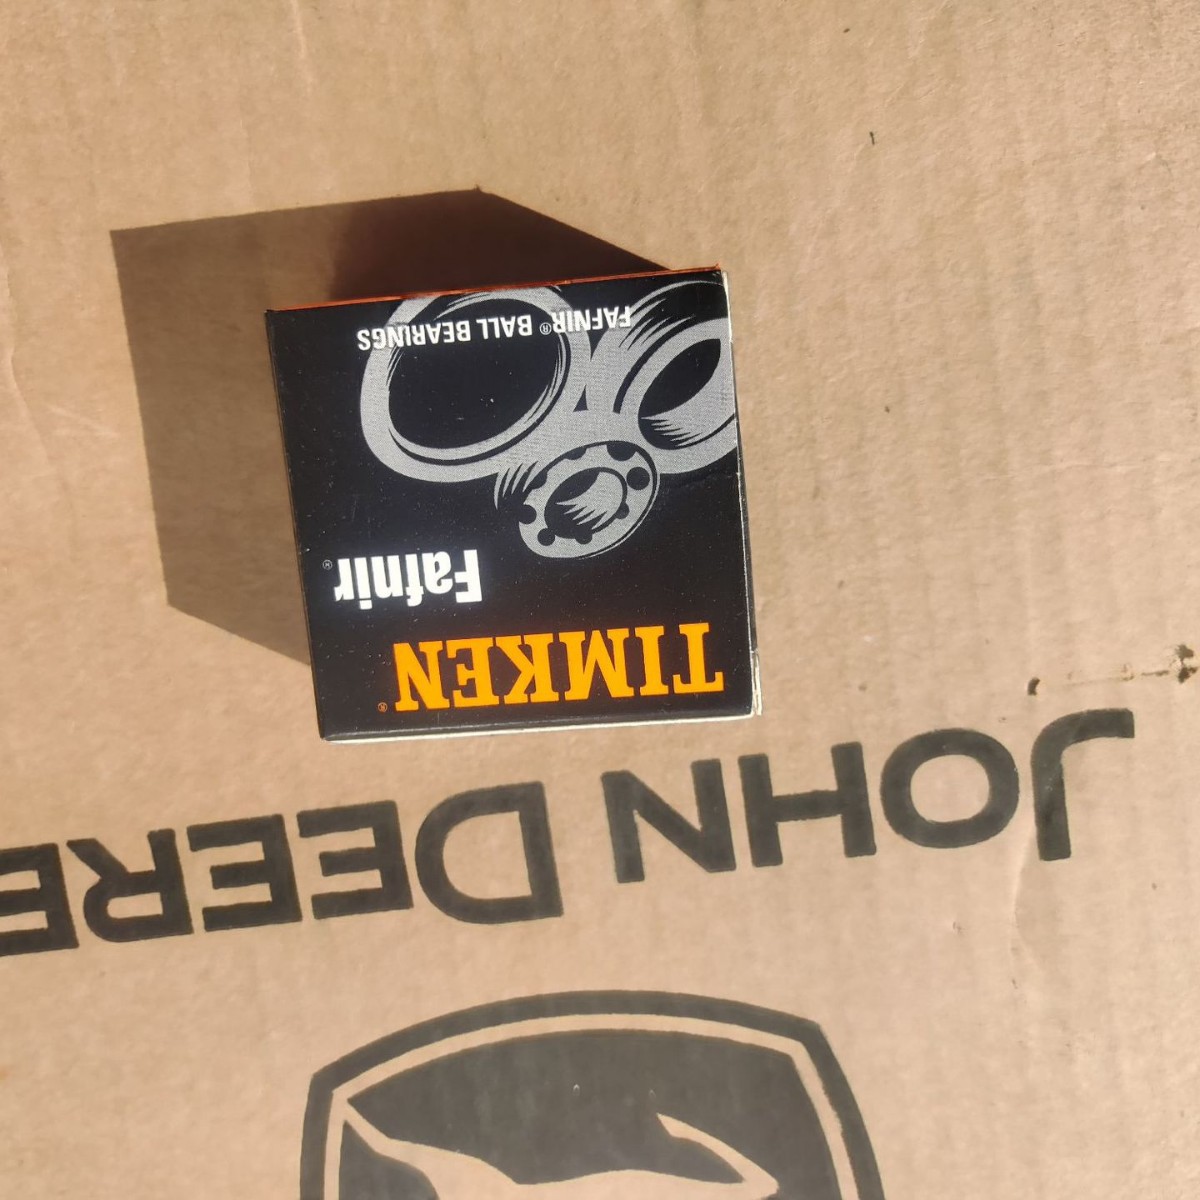 JOHN DEERE
TIMKEN®
Fafnir®
FAFNIR® BALL BEARINGS